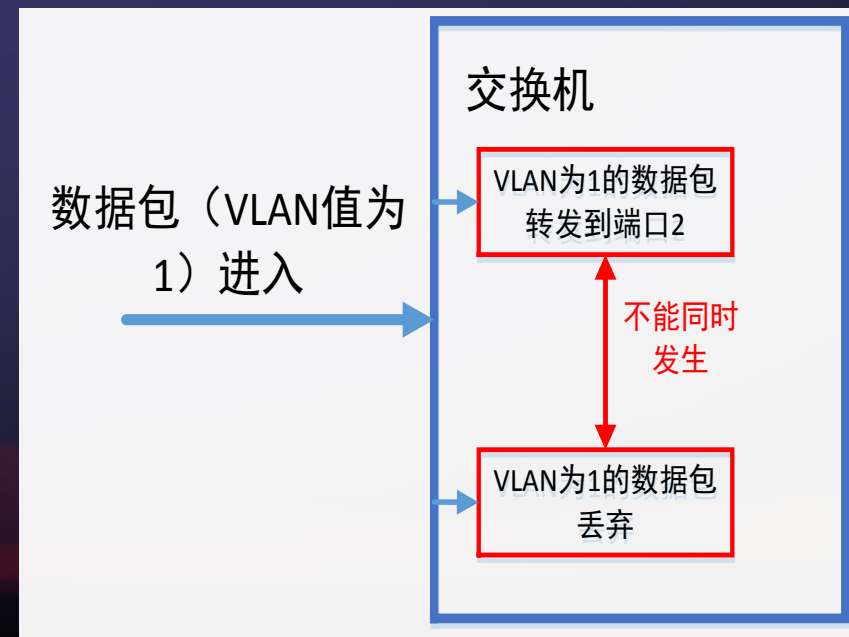 交换机
数据包（VLAN值为
1）进入
VLAN为1的数据包
转发到端口2
不能同时
发生
VLAN为1的数据包
丢弃